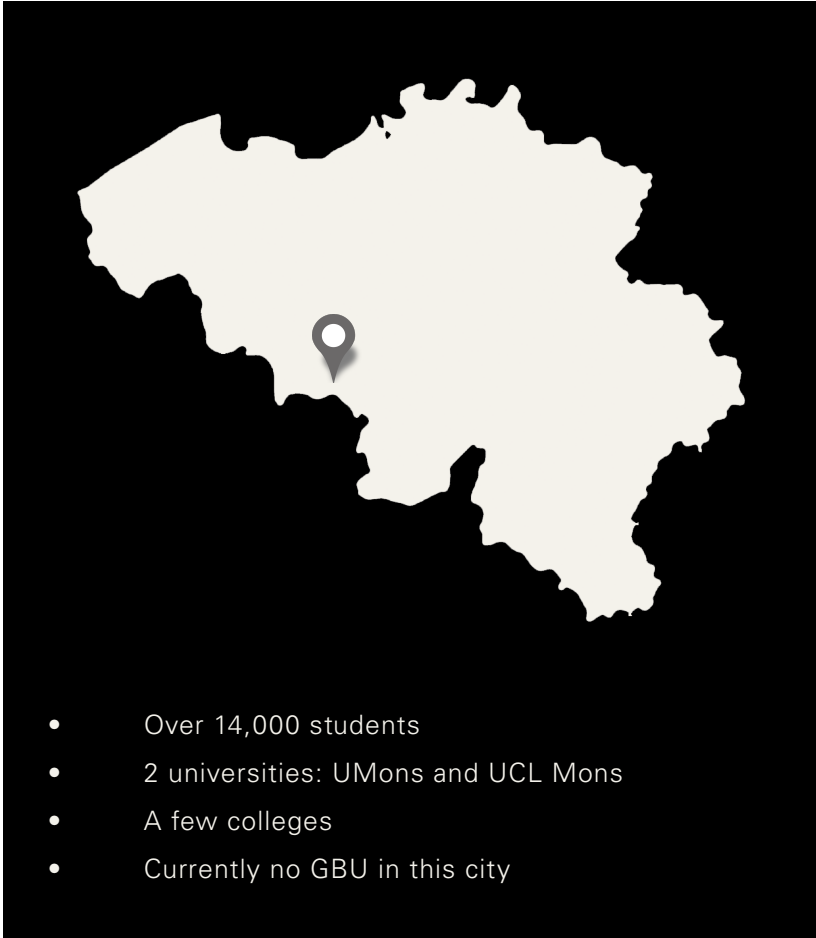 • Over 14,000 students
• 2 universities: UMons and UCL Mons
• A few colleges
• Currently no GBU in this city